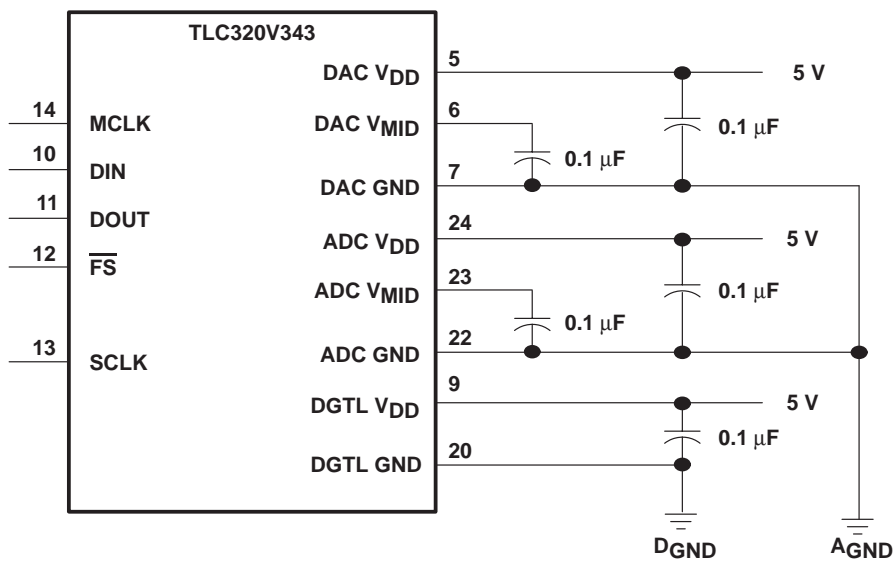 TLC320V343
14
MCLK
10
DIN
11
DOUT
12
FS
13
SCLK
DAC VDD
5
5 V
DAC VMID
6
0.1 μF
0.1 μF
DAC GND
7
ADC VDD
24
5 V
ADC VMID
23
0.1 μF
0.1 μF
ADC GND
22
DGTL VDD
9
5 V
0.1 μF
DGTL GND
20
DGND
AGND